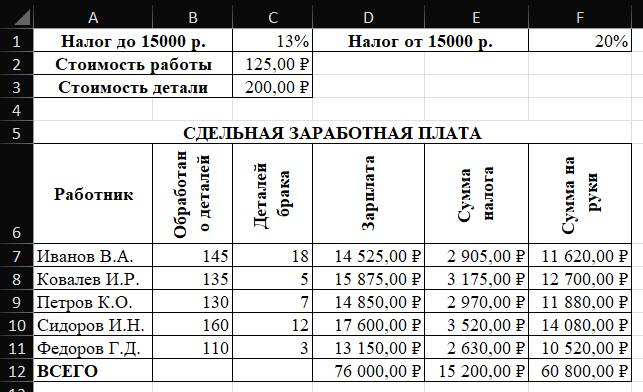 A B C D E F
1 Налог до 15000 р. 13% Налог от 15000 р. 20%
2 Стоимость работы 125,00 ₽
3 Стоимость детали 200,00 ₽
4
5 СДЕЛЬНАЯ ЗАРАБОТНАЯ ПЛАТА
6 Работник Обработан о деталей Деталей брака Зарплата Сумма налога Сумма на руки
7 Иванов В.А. 145 18 14 525,00 ₽ 2 905,00 ₽ 11 620,00 ₽
8 Ковалев И.Р. 135 5 15 875,00 ₽ 3 175,00 ₽ 12 700,00 ₽
9 Петров К.О. 130 7 14 850,00 ₽ 2 970,00 ₽ 11 880,00 ₽
10 Сидоров И.Н. 160 12 17 600,00 ₽ 3 520,00 ₽ 14 080,00 ₽
11 Федоров Г.Д. 110 3 13 150,00 ₽ 2 630,00 ₽ 10 520,00 ₽
12 ВСЕГО 76 000,00 ₽ 15 200,00 ₽ 60 800,00 ₽